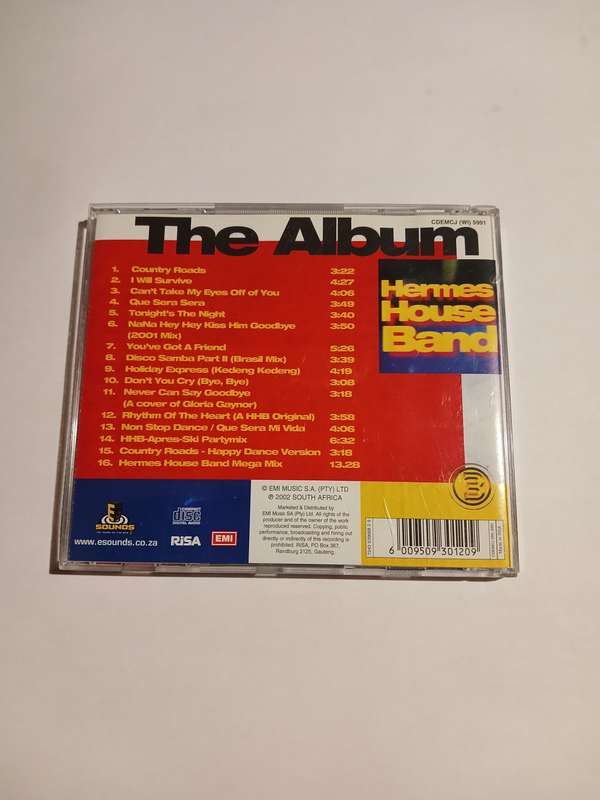 CDEMCJ (WI) 5991
The Album
1. Country Roads 3:22
2. I Will Survive 4:27
3. Can't Take My Eyes Off of You 4:06
4. Que Sera Sera 3:49
5. Tonight's The Night 3:40
6. NaNa Hey Hey Kiss Him Goodbye 3:50
(2001 Mix)
7. You've Got A Friend 5:26
8. Disco Samba Part II (Brasil Mix) 3:39
9. Holiday Express (Kedeng Kedeng) 4:19
10. Don't You Cry (Bye, Bye) 3:08
11. Never Can Say Goodbye 3:18
(A cover of Gloria Gaynor)
12. Rhythm Of The Heart (A HHB Original) 3:58
13. Non Stop Dance / Que Sera Mi Vida 4:06
14. HHB-Apres-Ski Partymix 6:32
15. Country Roads - Happy Dance Version 3:18
16. Hermes House Band Mega Mix 13.28
Hermes
House
Band
SOUNDS
www.esounds.co.za
COMPACT
disc
DIGITAL AUDIO
RiSA
EMI
© EMI MUSIC S.A. (PTY) LTD
℗ 2002 SOUTH AFRICA
Marketed & Distributed by
EMI Music SA (Pty) Ltd. All rights of the
producer and of the owner of the work
reproduced reserved. Copying, public
performance, broadcasting and hiring out
directly or indirectly of this recording is
prohibited. RiSA, PO Box 367,
Randburg 2125, Gauteng.
6 009509 301209